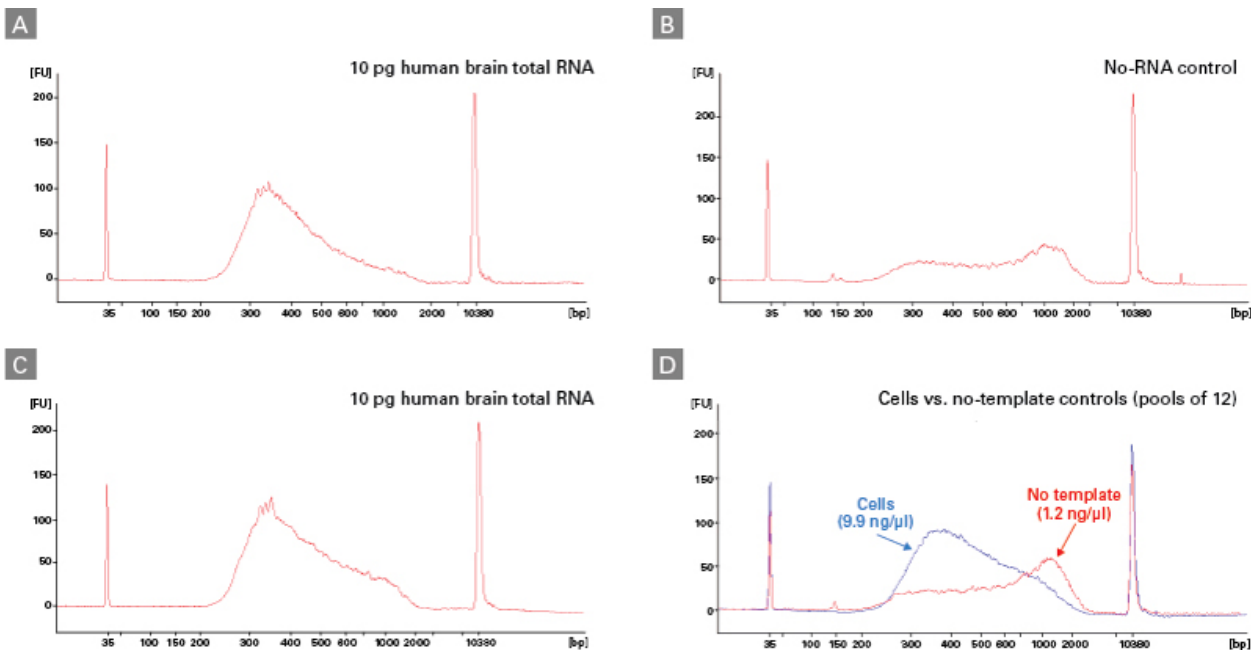 A
10 pg human brain total RNA
[FU]
200
150
100
50
0
35 100 150 200 300 400 500 600 1000 2000 10380 [bp]
B
No-RNA control
[FU]
200
150
100
50
0
35 100 150 200 300 400 500 600 1000 2000 10380 [bp]
C
10 pg human brain total RNA
[FU]
200
150
100
50
0
35 100 150 200 300 400 500 600 1000 2000 10380 [bp]
D
Cells vs. no-template controls (pools of 12)
[FU]
200
150
100
50
0
Cells
(9.9 ng/µl)
No template
(1.2 ng/µl)
35 100 150 200 300 400 500 600 1000 2000 10380 [bp]